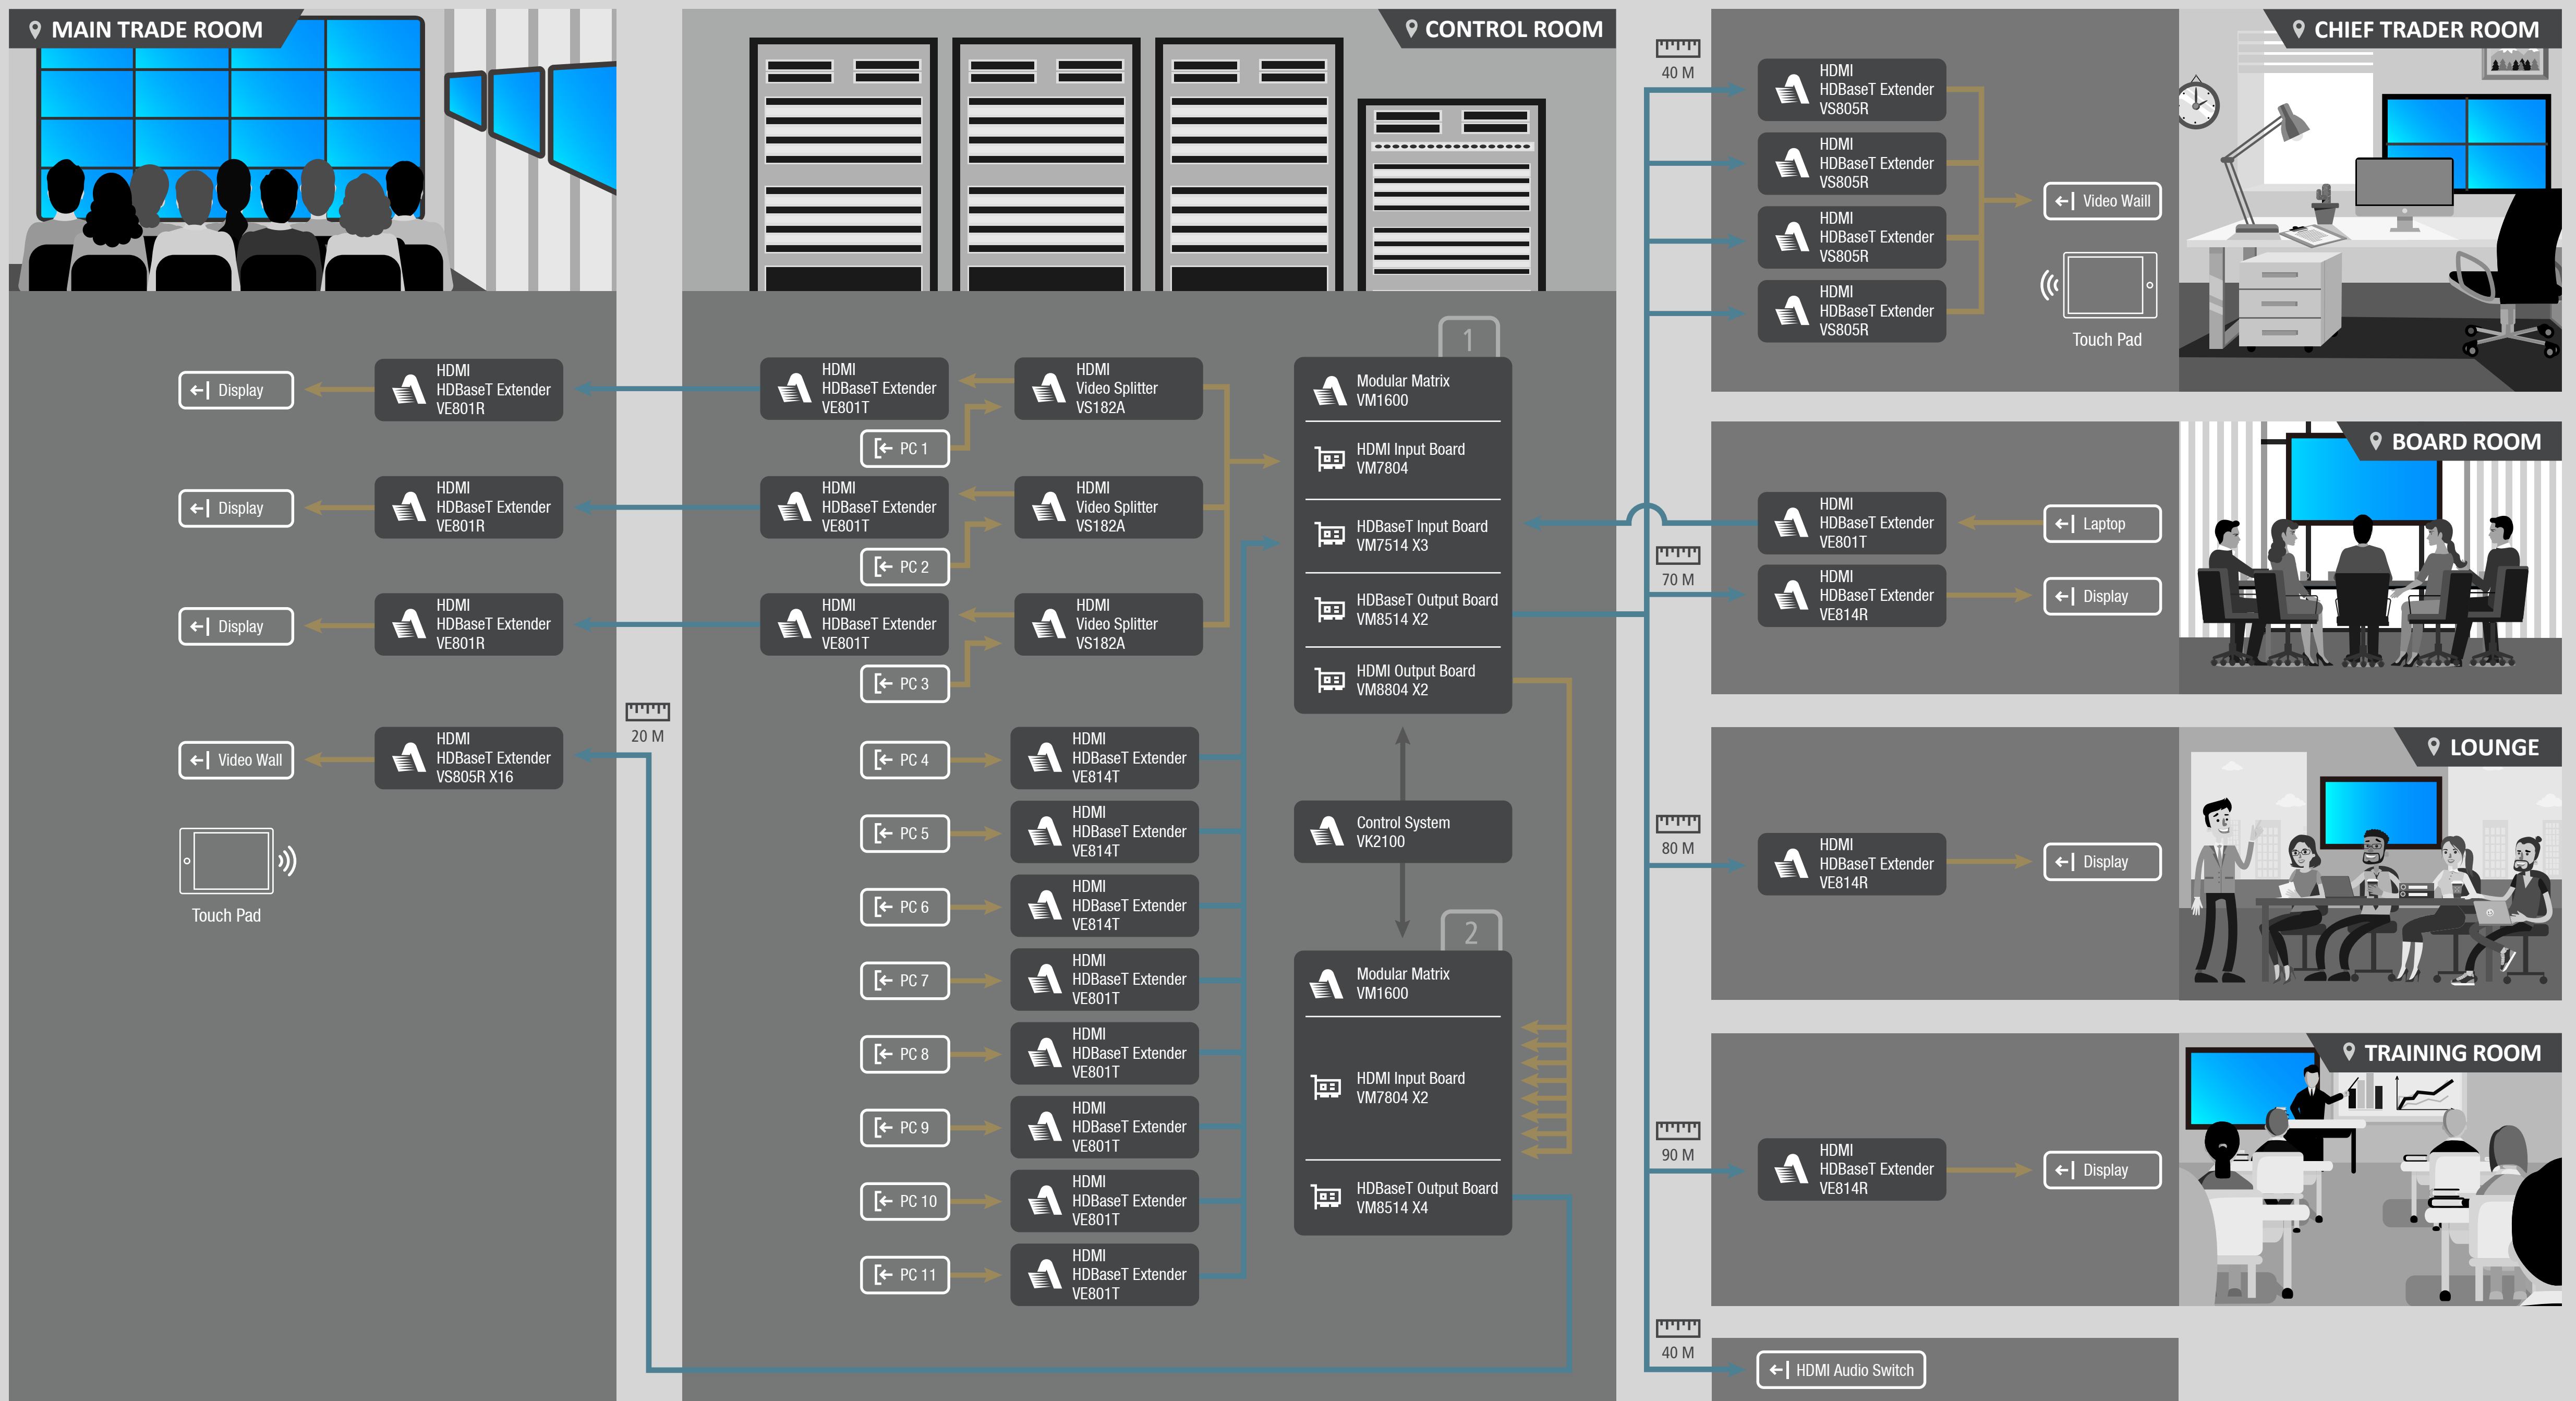 MAIN TRADE ROOM
Display
HDMI
HDBaseT Extender
VE801R
Display
HDMI
HDBaseT Extender
VE801R
Display
HDMI
HDBaseT Extender
VE801R
Video Wall
HDMI
HDBaseT Extender
VS805R X16
Touch Pad
20 M
CONTROL ROOM
HDMI
HDBaseT Extender
VE801T
HDMI
Video Splitter
VS182A
PC 1
HDMI
HDBaseT Extender
VE801T
HDMI
Video Splitter
VS182A
PC 2
HDMI
HDBaseT Extender
VE801T
HDMI
Video Splitter
VS182A
PC 3
PC 4
HDMI
HDBaseT Extender
VE814T
PC 5
HDMI
HDBaseT Extender
VE814T
PC 6
HDMI
HDBaseT Extender
VE814T
PC 7
HDMI
HDBaseT Extender
VE801T
PC 8
HDMI
HDBaseT Extender
VE801T
PC 9
HDMI
HDBaseT Extender
VE801T
PC 10
HDMI
HDBaseT Extender
VE801T
PC 11
HDMI
HDBaseT Extender
VE801T
1
Modular Matrix
VM1600
HDMI Input Board
VM7804
HDBaseT Input Board
VM7514 X3
HDBaseT Output Board
VM8514 X2
HDMI Output Board
VM8804 X2
Control System
VK2100
2
Modular Matrix
VM1600
HDMI Input Board
VM7804 X2
HDBaseT Output Board
VM8514 X4
40 M
CHIEF TRADER ROOM
HDMI
HDBaseT Extender
VS805R
HDMI
HDBaseT Extender
VS805R
HDMI
HDBaseT Extender
VS805R
HDMI
HDBaseT Extender
VS805R
Video Waill
Touch Pad
70 M
BOARD ROOM
HDMI
HDBaseT Extender
VE801T
Laptop
HDMI
HDBaseT Extender
VE814R
Display
80 M
LOUNGE
HDMI
HDBaseT Extender
VE814R
Display
90 M
TRAINING ROOM
HDMI
HDBaseT Extender
VE814R
Display
40 M
HDMI Audio Switch